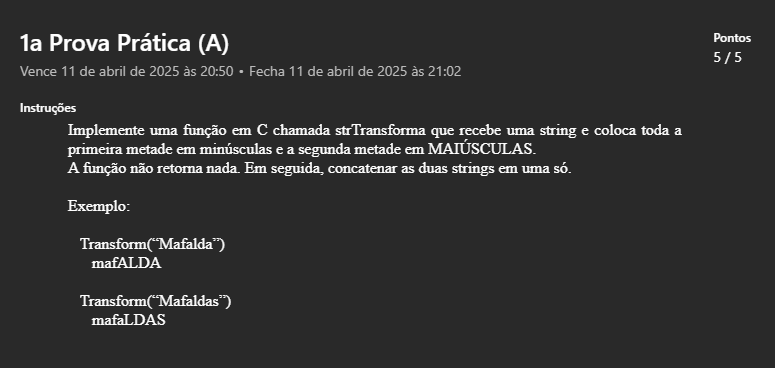 1a Prova Prática (A)
Pontos
5 / 5
Vence 11 de abril de 2025 às 20:50 • Fecha 11 de abril de 2025 às 21:02
Instruções
Implemente uma função em C chamada strTransforma que recebe uma string e coloca toda a
primeira metade em minúsculas e a segunda metade em MAIÚSCULAS.
A função não retorna nada. Em seguida, concatenar as duas strings em uma só.
Exemplo:
Transform(“Mafalda”)
mafALDA
Transform(“Mafaldas”)
mafaLDAS